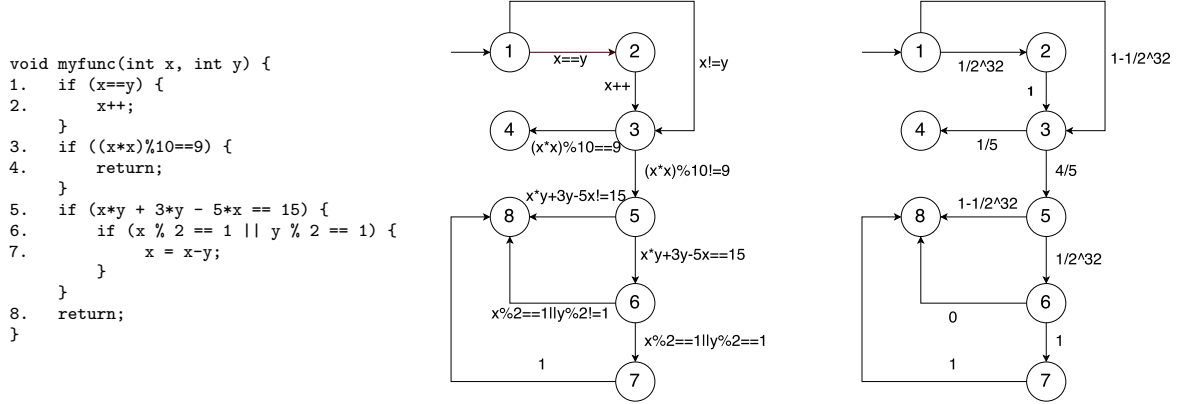 void myfunc(int x, int y) {
1. if (x==y) {
2. x++;
}
3. if ((x*x)%10==9) {
4. return;
}
5. if (x*y + 3*y - 5*x == 15) {
6. if (x % 2 == 1 || y % 2 == 1) {
7. x = x-y;
}
}
8. return;
}
1
2
x==y
x!=y
x++
4
3
(x*x)%10==9
(x*x)%10!=9
x*y+3y-5x!=15
8
5
x*y+3y-5x==15
6
x%2==1||y%2!=1
x%2==1||y%2==1
1
7
1
2
1/2^32
1-1/2^32
1
4
3
1/5
4/5
1-1/2^32
8
5
1/2^32
6
0
1
1
7